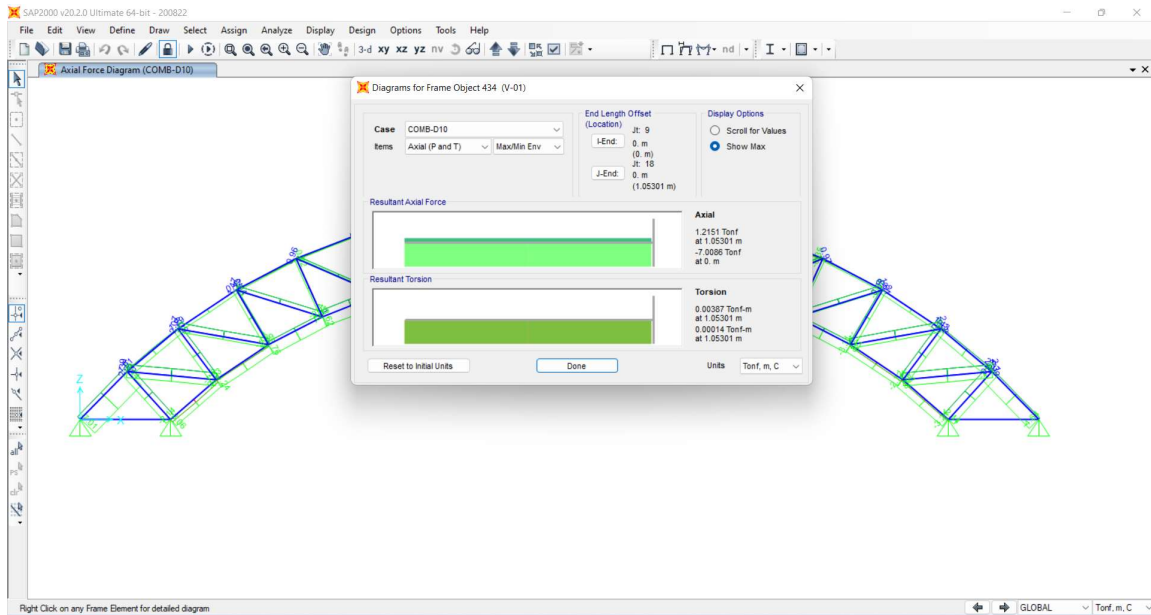 SAP2000 v20.2.0 Ultimate 64-bit - 200822
File Edit View Define Draw Select Assign Analyze Display Design Options Tools Help
3-d xy xz yz nv
nd
Axial Force Diagram (COMB-D10)
Diagrams for Frame Object 434 (V-01)
Case COMB-D10
Items Axial (P and T) Max/Min Env
End Length Offset
(Location)
Jt: 9
I-End: 0. m
(0. m)
Jt: 18
J-End: 0. m
(1.05301 m)
Display Options
Scroll for Values
Show Max
Resultant Axial Force
Axial
1.2151 Tonf
at 1.05301 m
-7.0086 Tonf
at 0. m
Resultant Torsion
Torsion
0.00387 Tonf-m
at 1.05301 m
0.00014 Tonf-m
at 1.05301 m
Reset to Initial Units
Done
Units Tonf, m, C
Z
X
all
ps
clr
Right Click on any Frame Element for detailed diagram
GLOBAL
Tonf, m, C